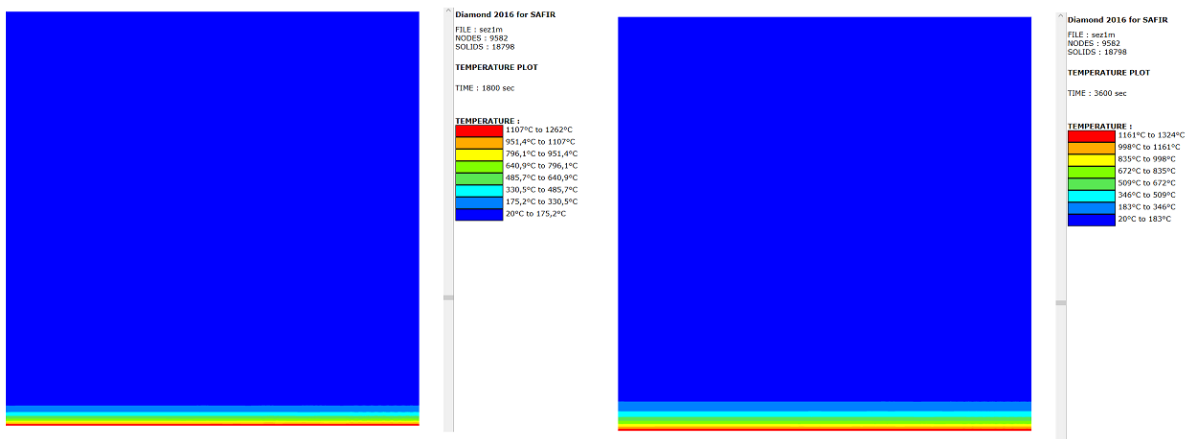 Diamond 2016 for SAFIR
FILE : sez1m
NODES : 9582
SOLIDS : 18798
TEMPERATURE PLOT
TIME : 1800 sec
TEMPERATURE :
1107°C to 1262°C
951,4°C to 1107°C
796,1°C to 951,4°C
640,9°C to 796,1°C
485,7°C to 640,9°C
330,5°C to 485,7°C
175,2°C to 330,5°C
20°C to 175,2°C
Diamond 2016 for SAFIR
FILE : sez1m
NODES : 9582
SOLIDS : 18798
TEMPERATURE PLOT
TIME : 3600 sec
TEMPERATURE :
1161°C to 1324°C
998°C to 1161°C
835°C to 998°C
672°C to 835°C
509°C to 672°C
346°C to 509°C
183°C to 346°C
20°C to 183°C